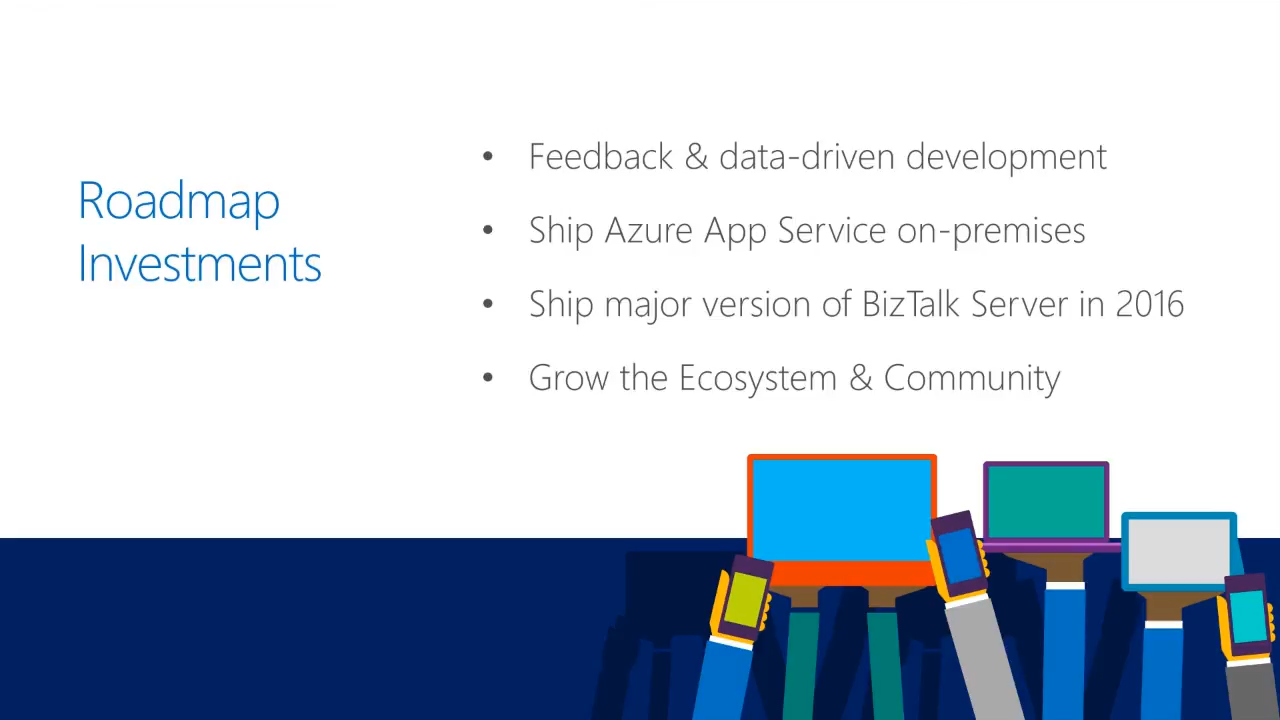 Roadmap
Investments
• Feedback & data-driven development
• Ship Azure App Service on-premises
• Ship major version of BizTalk Server in 2016
• Grow the Ecosystem & Community